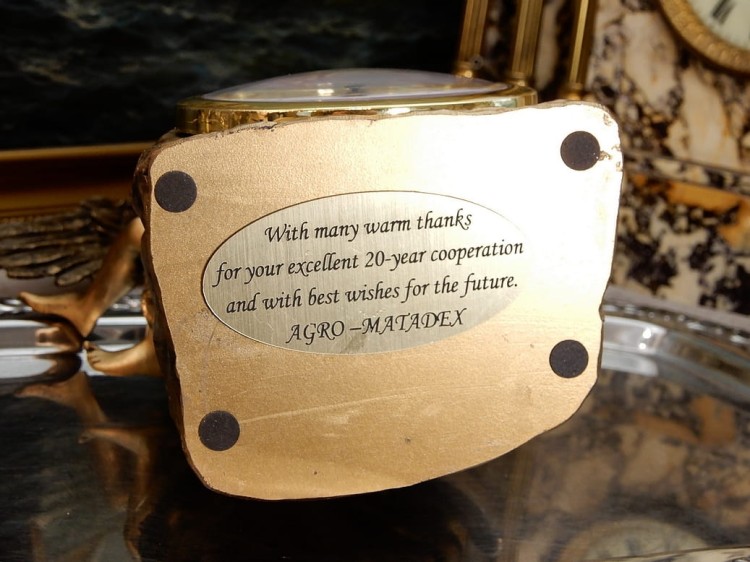 With many warm thanks
for your excellent 20-year cooperation
and with best wishes for the future.
AGRO –MATADEX